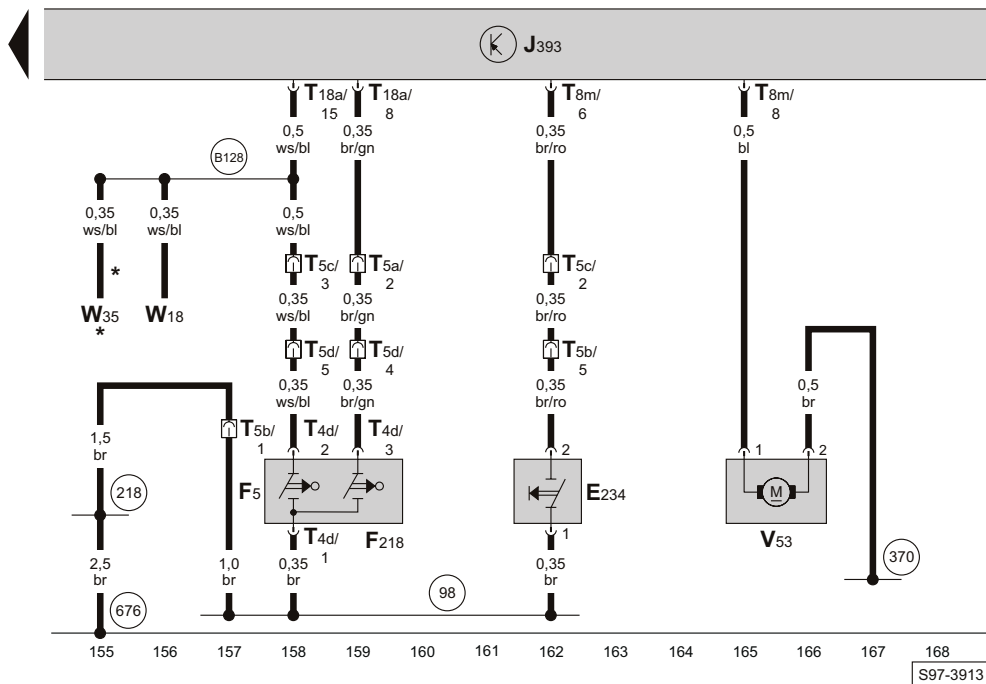 J393
T18a/ T18a/ T8m/ T8m/
15 8 6 8
0,5 0,35 0,35 0,5
ws/bl br/gn br/ro bl
B128
0,35 0,35 0,5
ws/bl ws/bl ws/bl
* T5c/ T5a/ T5c/
3 2 2
W35 W18 0,35 0,35 0,35
* ws/bl br/gn br/ro
T5d/ T5d/ T5b/
5 4 5
0,35 0,35 0,35 0,5
ws/bl br/gn br/ro br
1,5 T5b/ T4d/ T4d/
br 1 2 3 2 1 2
F5 E234 M
218 F218 V53
T4d/ 1
1
2,5 1,0 0,35 0,35 370
br br br br
98
676
155 156 157 158 159 160 161 162 163 164 165 166 167 168
S97-3913